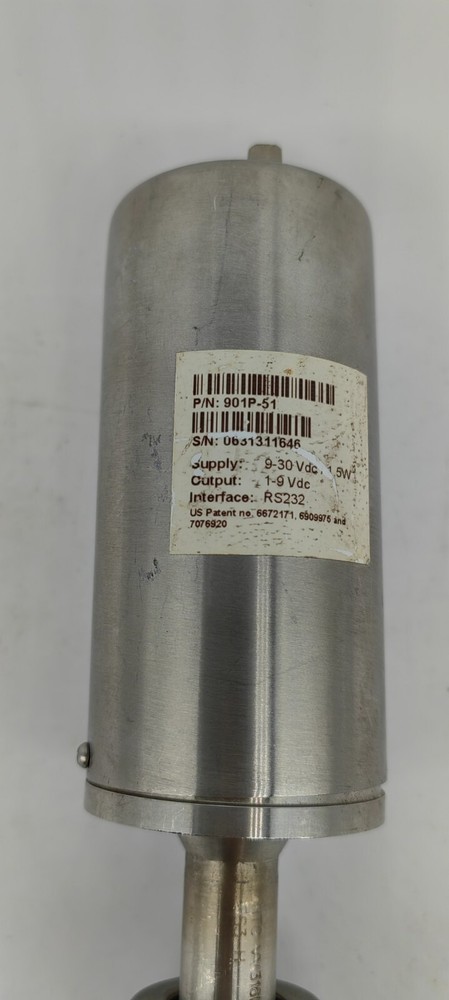 P/N: 901P-51
S/N: 0631311646
Supply: 9-30 Vdc 1.5W
Output: 1-9 Vdc
Interface: RS232
US Patent no. 6672171, 6909975 and
7076920